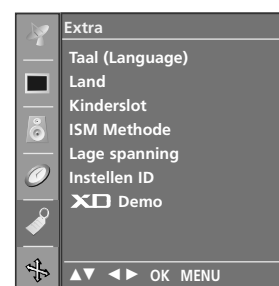 Extra
Taal (Language)
Land
Kinderslot
ISM Methode
Lage spanning
Instellen ID
XD Demo
▲▼ ◄► OK MENU